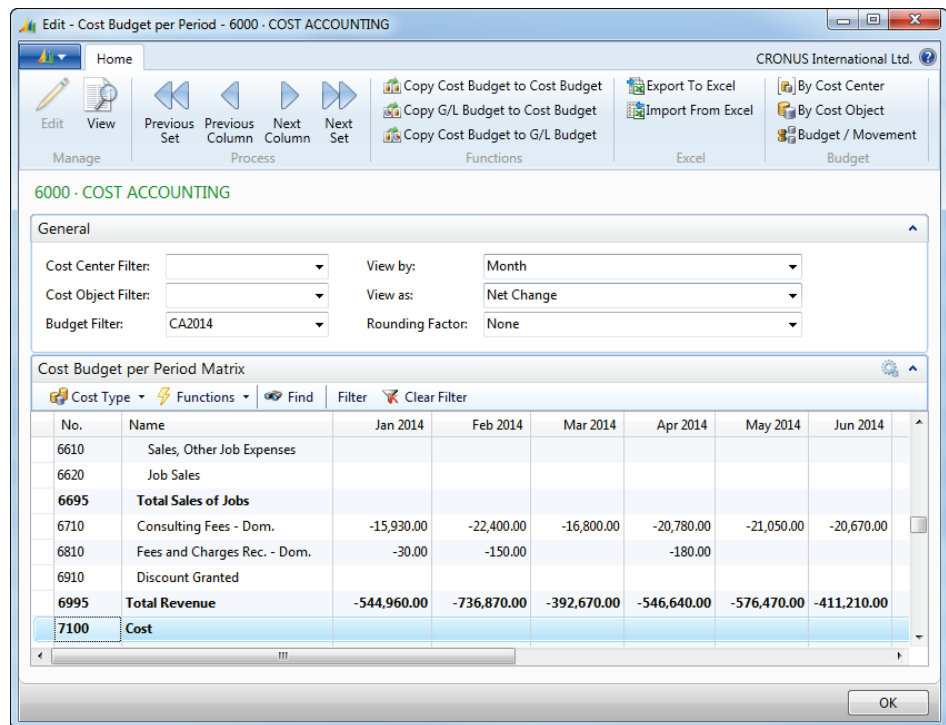 Edit - Cost Budget per Period - 6000 · COST ACCOUNTING
Home
CRONUS International Ltd.
Edit
View
Manage
Previous Set
Previous Column
Next Column
Next Set
Process
Copy Cost Budget to Cost Budget
Copy G/L Budget to Cost Budget
Copy Cost Budget to G/L Budget
Functions
Export To Excel
Import From Excel
Excel
By Cost Center
By Cost Object
Budget / Movement
Budget
6000 · COST ACCOUNTING
General
Cost Center Filter:
View by: Month
Cost Object Filter:
View as: Net Change
Budget Filter: CA2014
Rounding Factor: None
Cost Budget per Period Matrix
Cost Type Functions Find Filter Clear Filter
No. Name Jan 2014 Feb 2014 Mar 2014 Apr 2014 May 2014 Jun 2014
6610 Sales, Other Job Expenses
6620 Job Sales
6695 Total Sales of Jobs
6710 Consulting Fees - Dom. -15,930.00 -22,400.00 -16,800.00 -20,780.00 -21,050.00 -20,670.00
6810 Fees and Charges Rec. - Dom. -30.00 -150.00 -180.00
6910 Discount Granted
6995 Total Revenue -544,960.00 -736,870.00 -392,670.00 -546,640.00 -576,470.00 -411,210.00
7100 Cost
OK